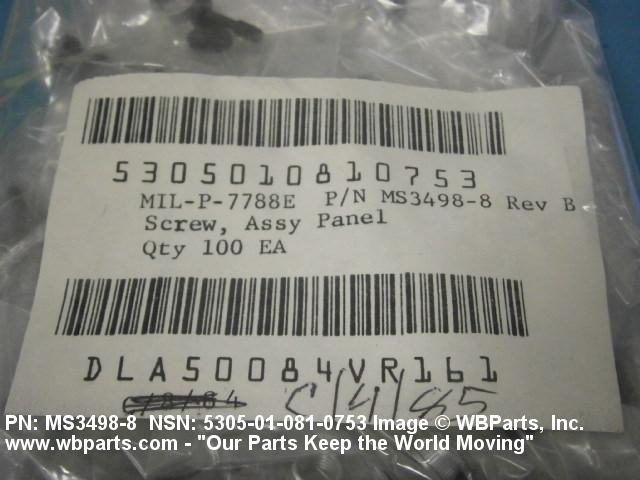 5305010810753
MIL-P-7788E P/N MS3498-8 Rev B
Screw, Assy Panel
Qty 100 EA
DLA50084VR161
C/4/85
PN: MS3498-8 NSN: 5305-01-081-0753 Image © WBParts, Inc.
www.wbparts.com - "Our Parts Keep the World Moving"